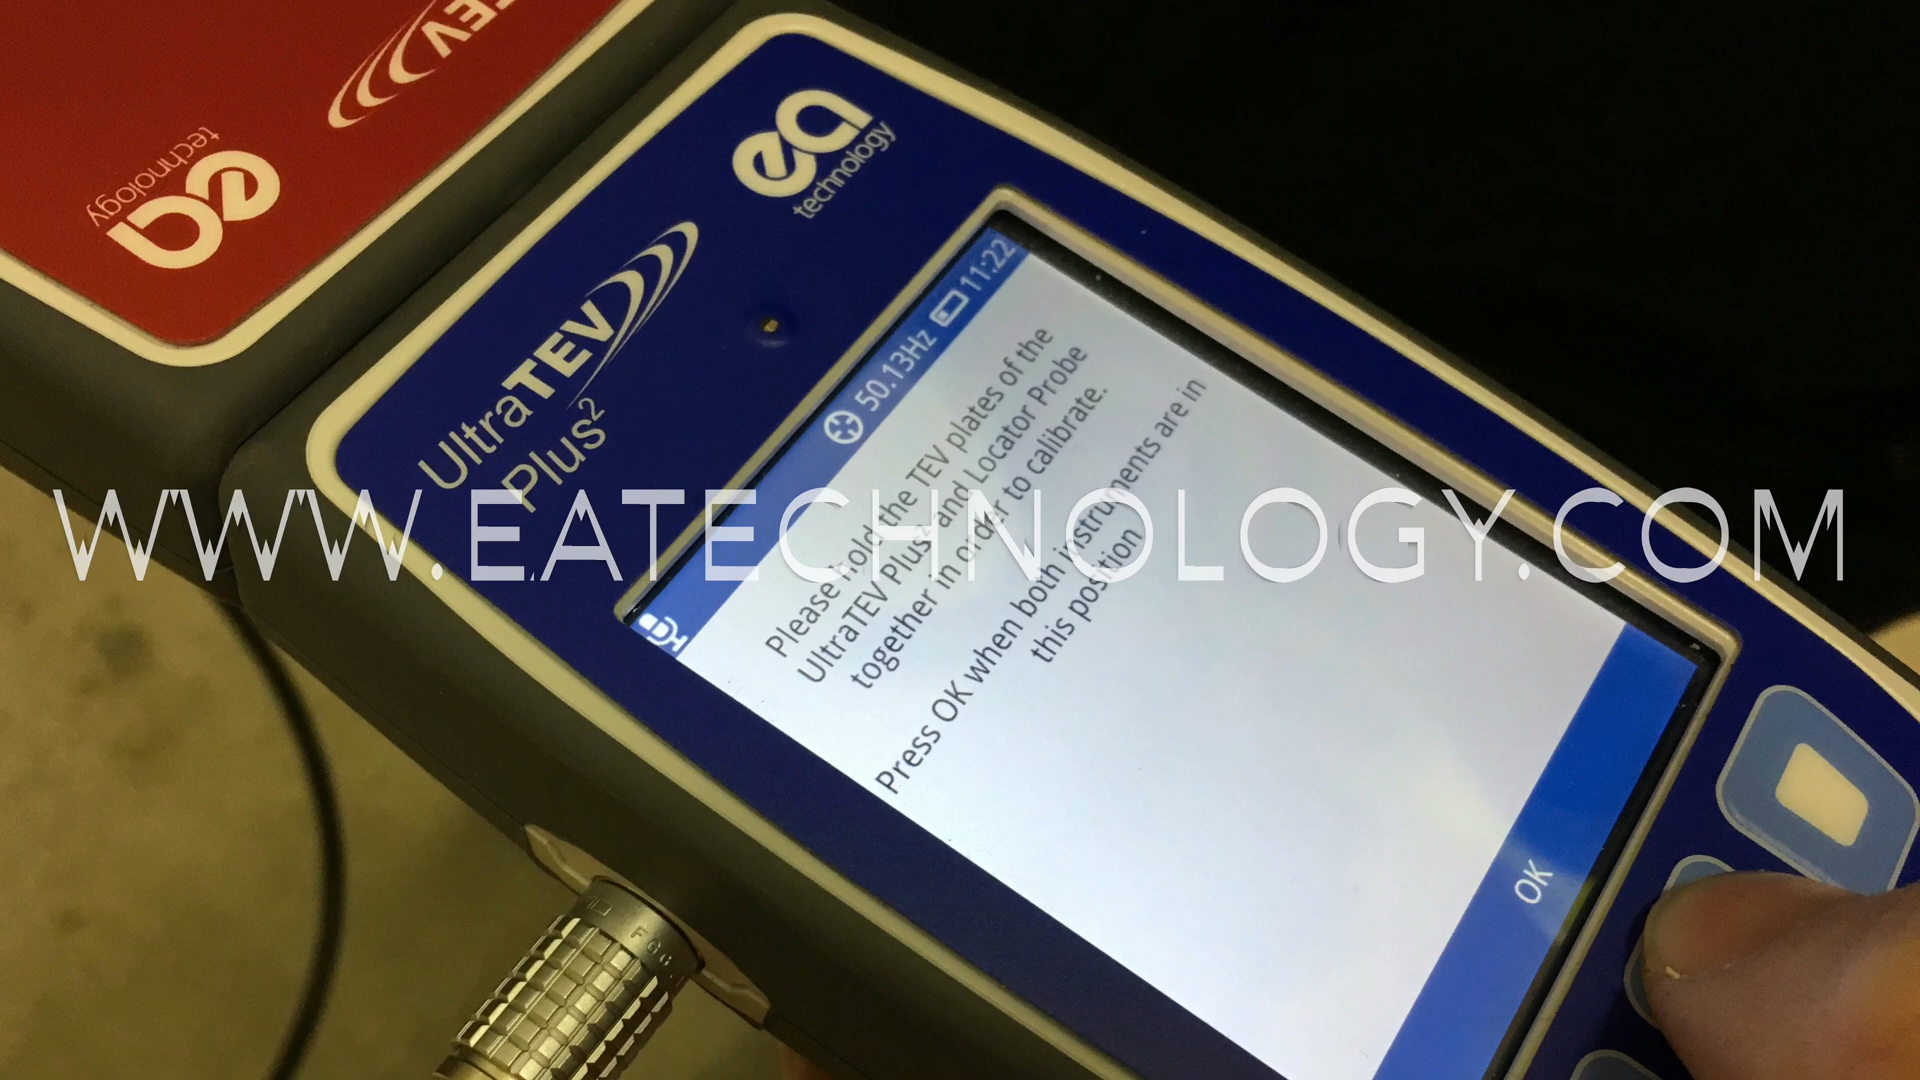 TEV
ea
technology
ea
technology
UltraTEV
Plus²
50.13Hz 11:22
Please hold the TEV plates of the
UltraTEV Plus² and Locator Probe
together in order to calibrate.
Press OK when both instruments are in
this position
OK
WWW.EATECHNOLOGY.COM